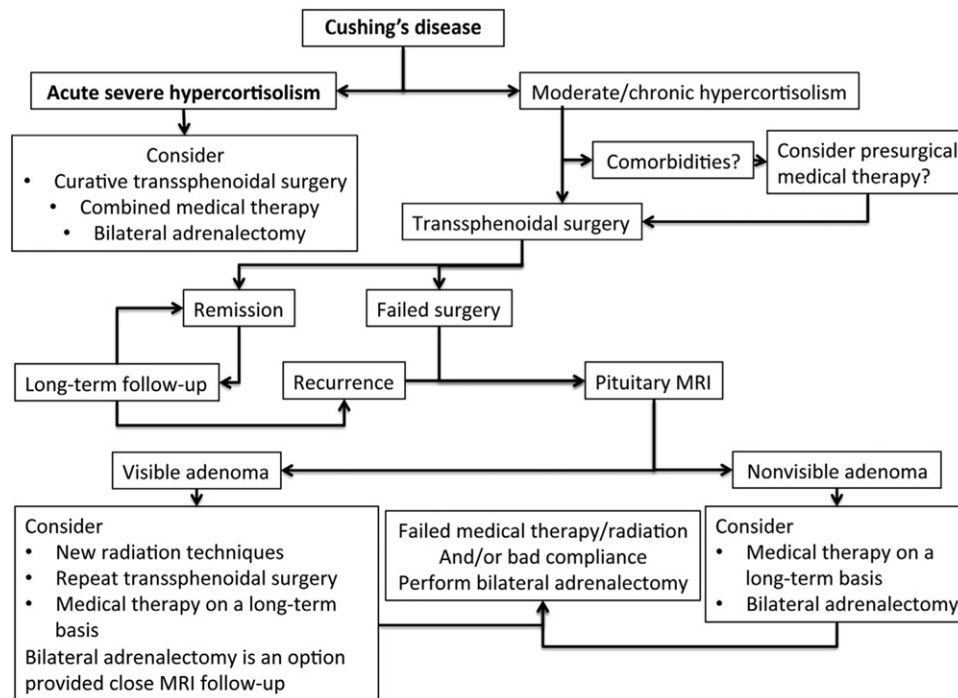 Cushing's disease
Acute severe hypercortisolism
Moderate/chronic hypercortisolism
Consider
• Curative transsphenoidal surgery
• Combined medical therapy
• Bilateral adrenalectomy
Comorbidities?
Consider presurgical
medical therapy?
Transsphenoidal surgery
Remission
Failed surgery
Long-term follow-up
Recurrence
Pituitary MRI
Visible adenoma
Nonvisible adenoma
Consider
• New radiation techniques
• Repeat transsphenoidal surgery
• Medical therapy on a long-term
basis
Bilateral adrenalectomy is an option
provided close MRI follow-up
Failed medical therapy/radiation
And/or bad compliance
Perform bilateral adrenalectomy
Consider
• Medical therapy on a
long-term basis
• Bilateral adrenalectomy